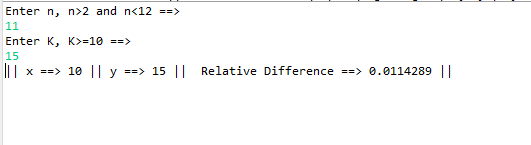 Enter n, n>2 and n<12 ==>
11
Enter K, K>=10 ==>
15
|| x ==> 10 || y ==> 15 ||  Relative Difference ==> 0.0114289 ||